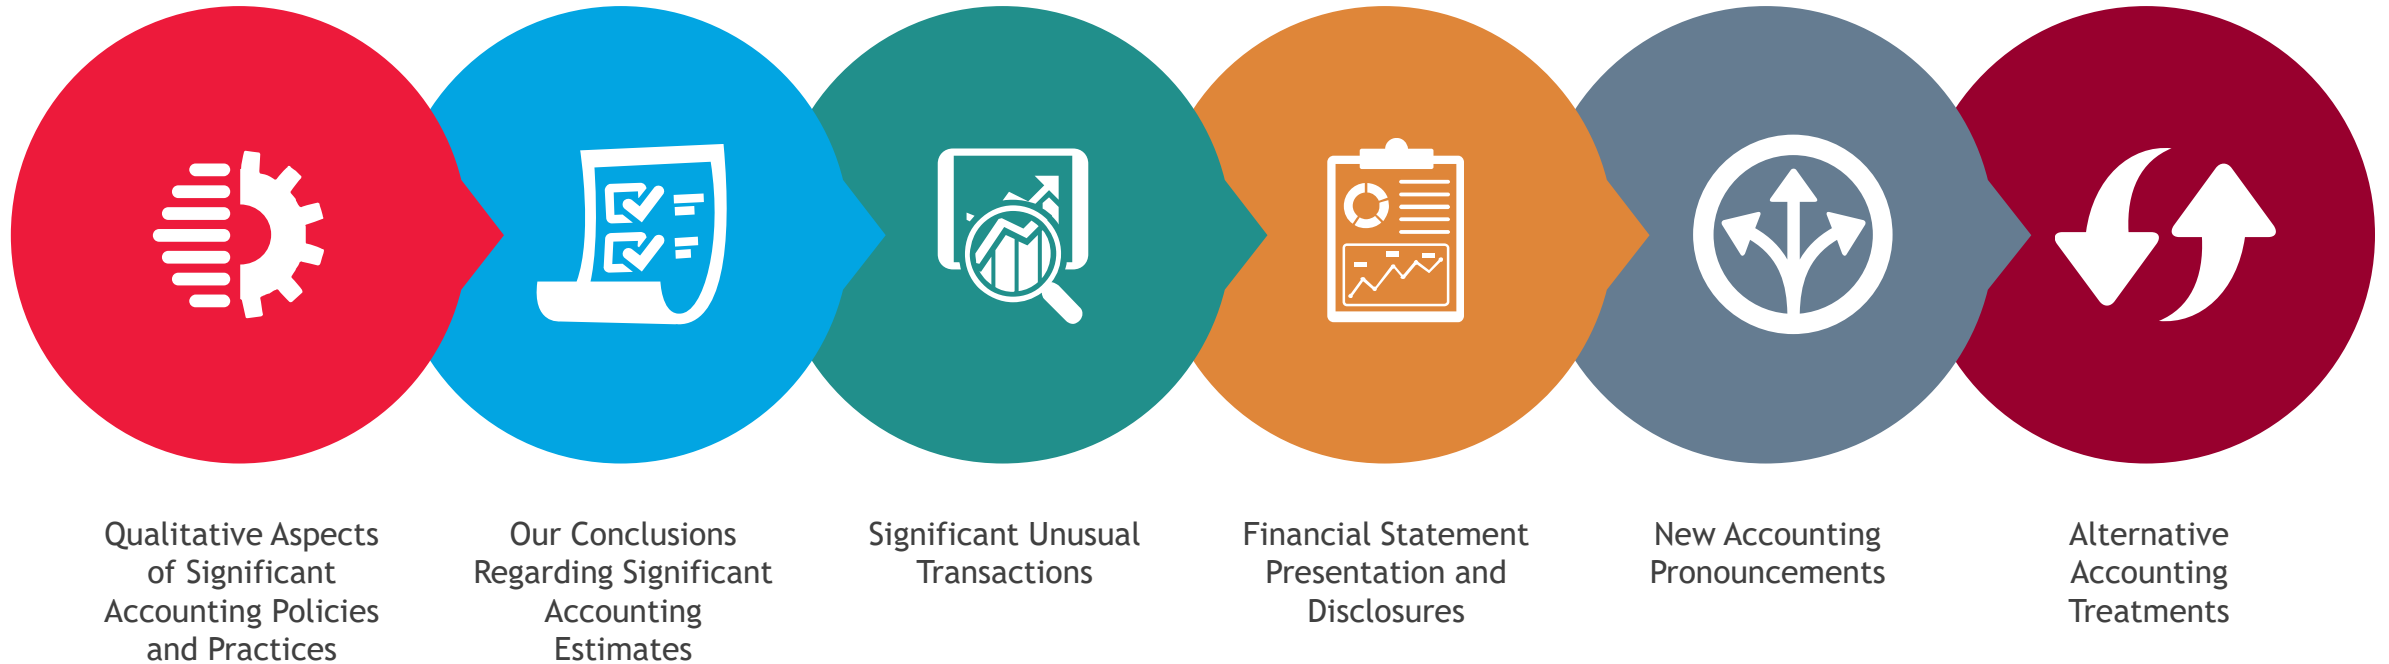 Qualitative Aspects
of Significant
Accounting Policies
and Practices
Our Conclusions
Regarding Significant
Accounting
Estimates
Significant Unusual
Transactions
Financial Statement
Presentation and
Disclosures
New Accounting
Pronouncements
Alternative
Accounting
Treatments